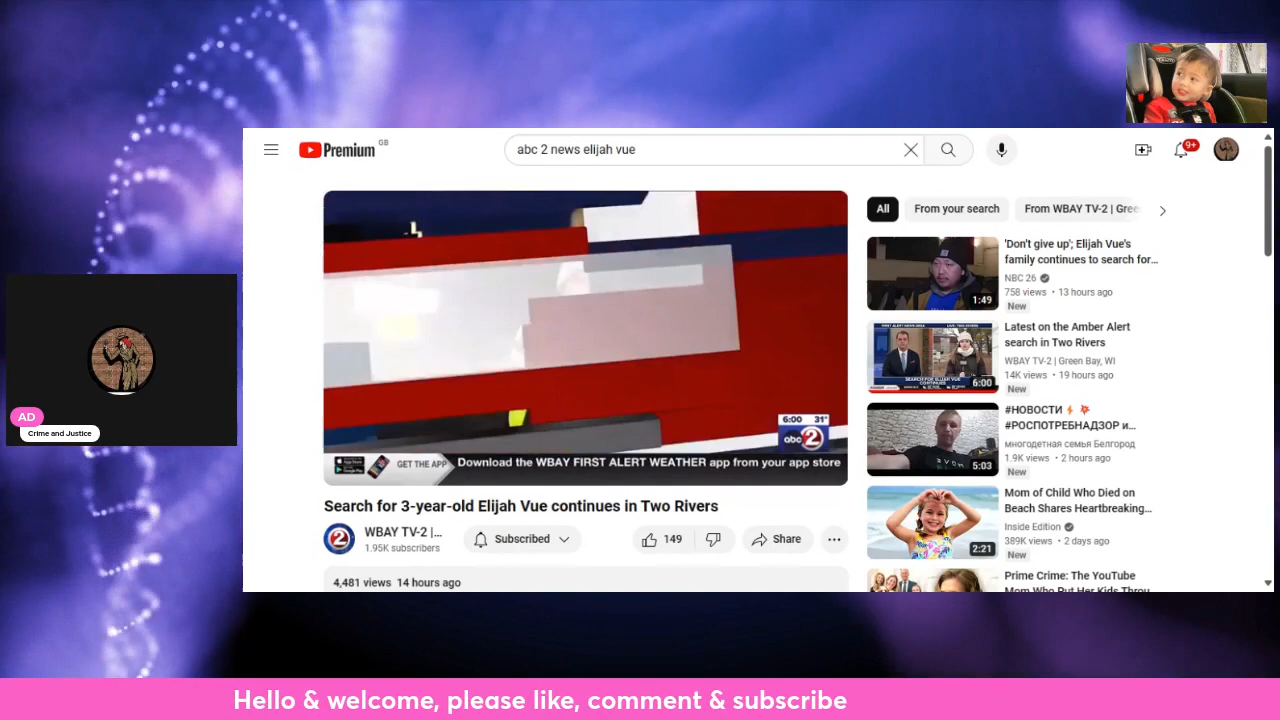 Premium GB
abc 2 news elijah vue
9+
All
From your search
From WBAY TV-2 | Gree
6:00 31°
abc 2
GET THE APP
Download the WBAY FIRST ALERT WEATHER app from your app store
Search for 3-year-old Elijah Vue continues in Two Rivers
2
WBAY TV-2 |...
1.95K subscribers
Subscribed
149
Share
4,481 views 14 hours ago
'Don't give up'; Elijah Vue's
family continues to search for...
NBC 26
758 views • 13 hours ago
New
1:49
Latest on the Amber Alert
search in Two Rivers
WBAY TV-2 | Green Bay, WI
14K views • 19 hours ago
New
SEARCH FOR ELIJAH VUE
CONTINUES
6:00
#НОВОСТИ
#РОСПОТРЕБНАДЗОР и...
многодетная семья Белгород
1.9K views • 2 hours ago
New
5:03
Mom of Child Who Died on
Beach Shares Heartbreaking...
Inside Edition
389K views • 2 days ago
New
2:21
Prime Crime: The YouTube
Mom Who Put Her Kids Throu
AD
Crime and Justice
Hello & welcome, please like, comment & subscribe